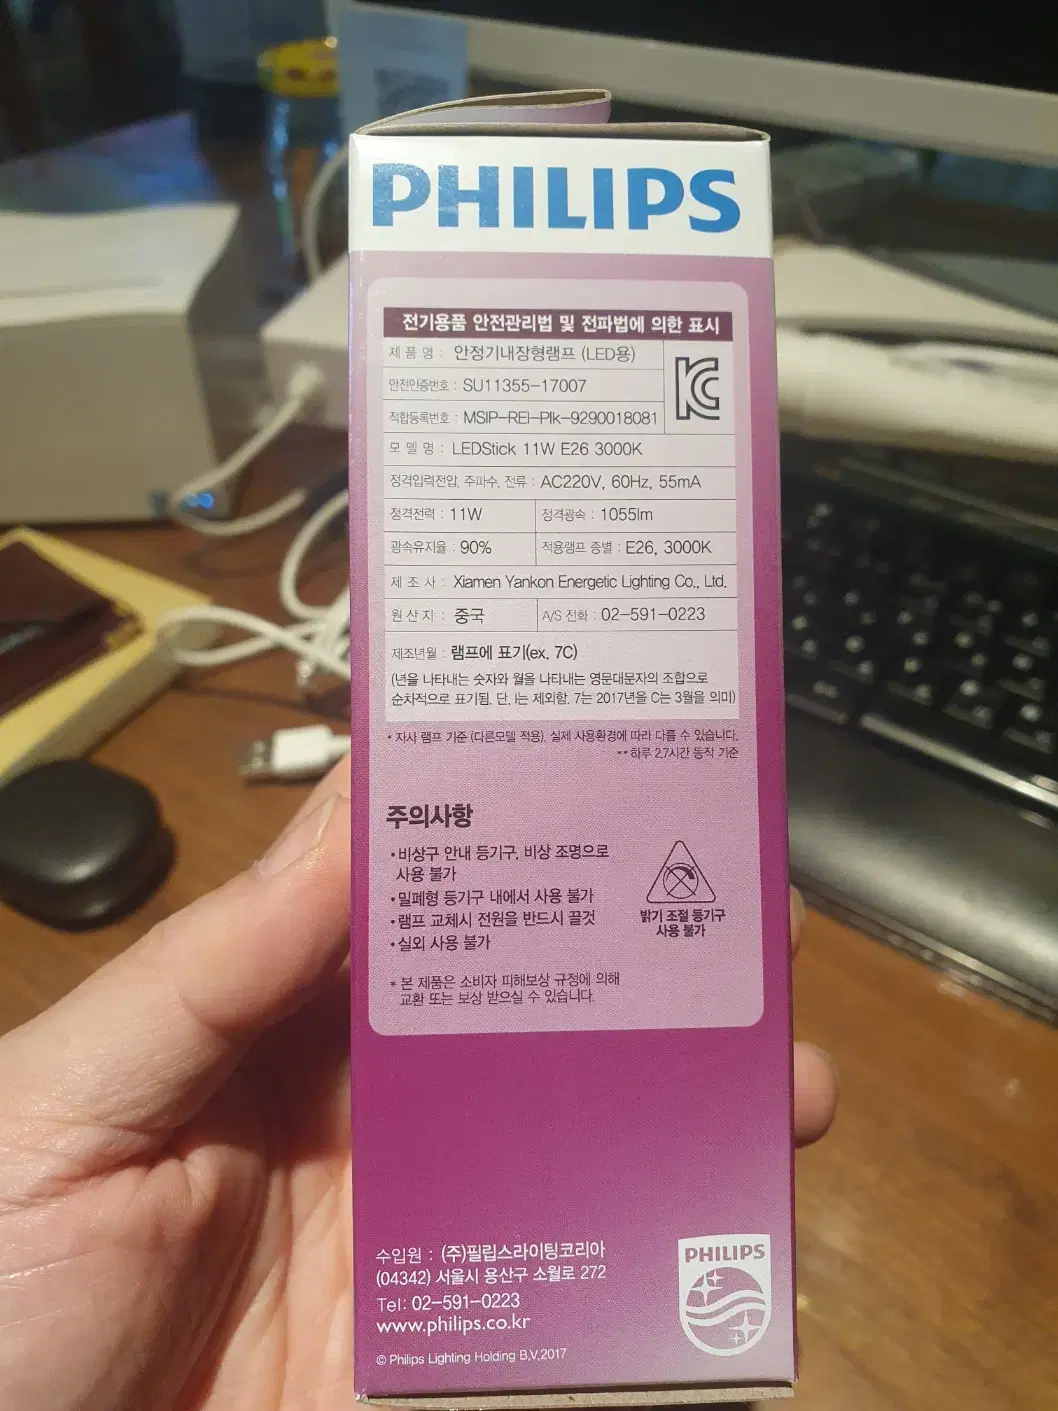 PHILIPS
전기용품 안전관리법 및 전파법에 의한 표시
제 품 명 : 안정기내장형램프 (LED용)
안전인증번호 : SU11355-17007
적합등록번호 : MSIP-REI-Plk-9290018081
모 델 명 : LEDStick 11W E26 3000K
정격입력전압, 주파수, 전류 : AC220V, 60Hz, 55mA
정격전력 : 11W 정격광속 : 1055lm
광속유지율 : 90% 적용램프 종별 : E26, 3000K
제 조 사 : Xiamen Yankon Energetic Lighting Co., Ltd.
원 산 지 : 중국 A/S 전화 : 02-591-0223
제조년월 : 램프에 표기(ex. 7C)
(년을 나타내는 숫자와 월을 나타내는 영문대문자의 조합으로
순차적으로 표기됨. 단, I는 제외함. 7는 2017년을 C는 3월을 의미)
* 자사 램프 기준 (다른모델 적용), 실제 사용환경에 따라 다를 수 있습니다.
** 하루 2.7시간 동작 기준
주의사항
• 비상구 안내 등기구, 비상 조명으로
사용 불가
• 밀폐형 등기구 내에서 사용 불가
• 램프 교체시 전원을 반드시 끌것
• 실외 사용 불가
밝기 조절 등기구
사용 불가
* 본 제품은 소비자 피해보상 규정에 의해
교환 또는 보상 받으실 수 있습니다.
수입원 : (주)필립스라이팅코리아
(04342) 서울시 용산구 소월로 272
Tel: 02-591-0223
www.philips.co.kr
© Philips Lighting Holding B.V.2017
PHILIPS